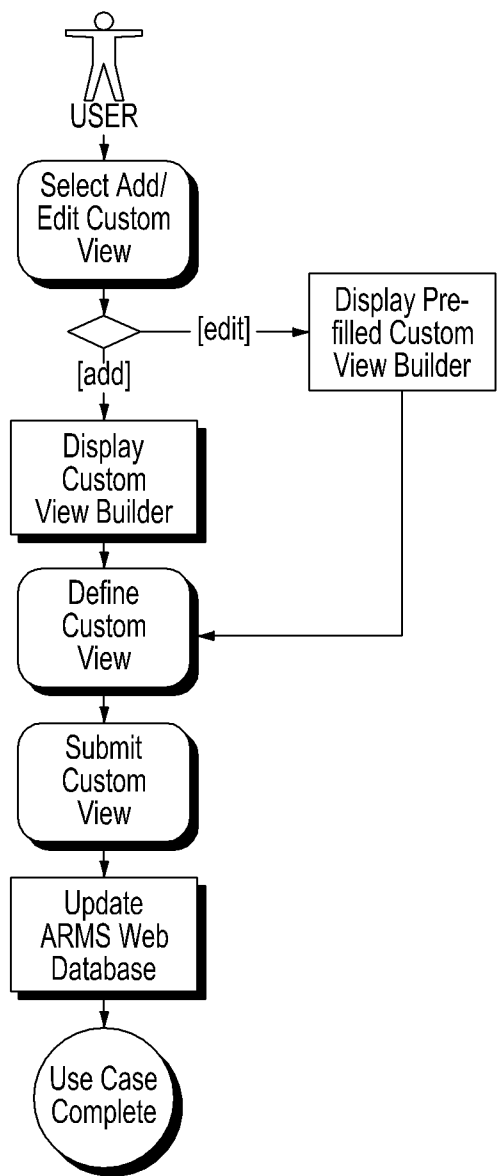 USER
Select Add/
Edit Custom
View
[edit]
Display Pre-
filled Custom
View Builder
[add]
Display
Custom
View Builder
Define
Custom
View
Submit
Custom
View
Update
ARMS Web
Database
Use Case
Complete